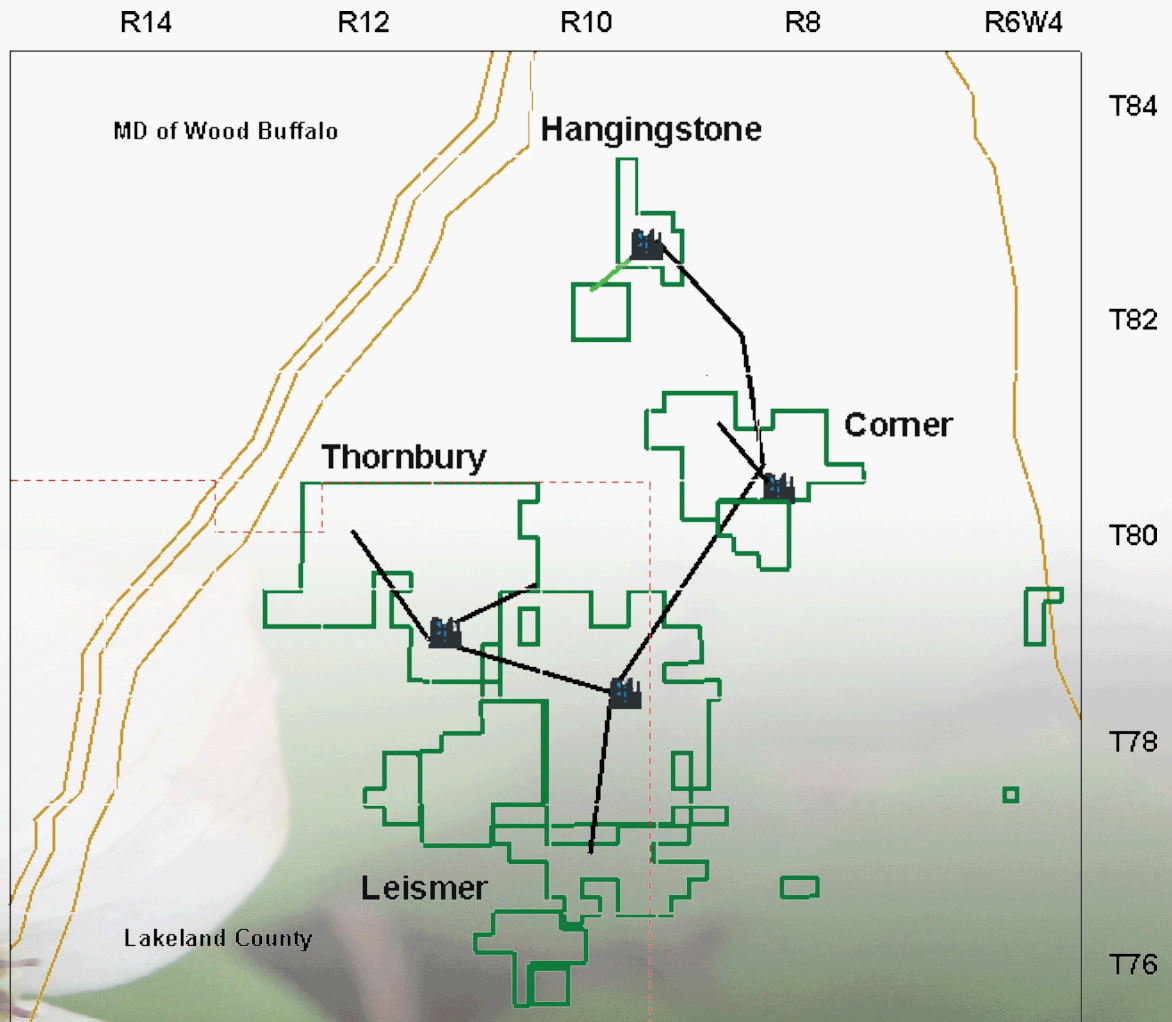 R14 R12 R10 R8 R6W4
T84
MD of Wood Buffalo
Hangingstone
T82
Corner
Thornbury
T80
T78
Leismer
Lakeland County
T76